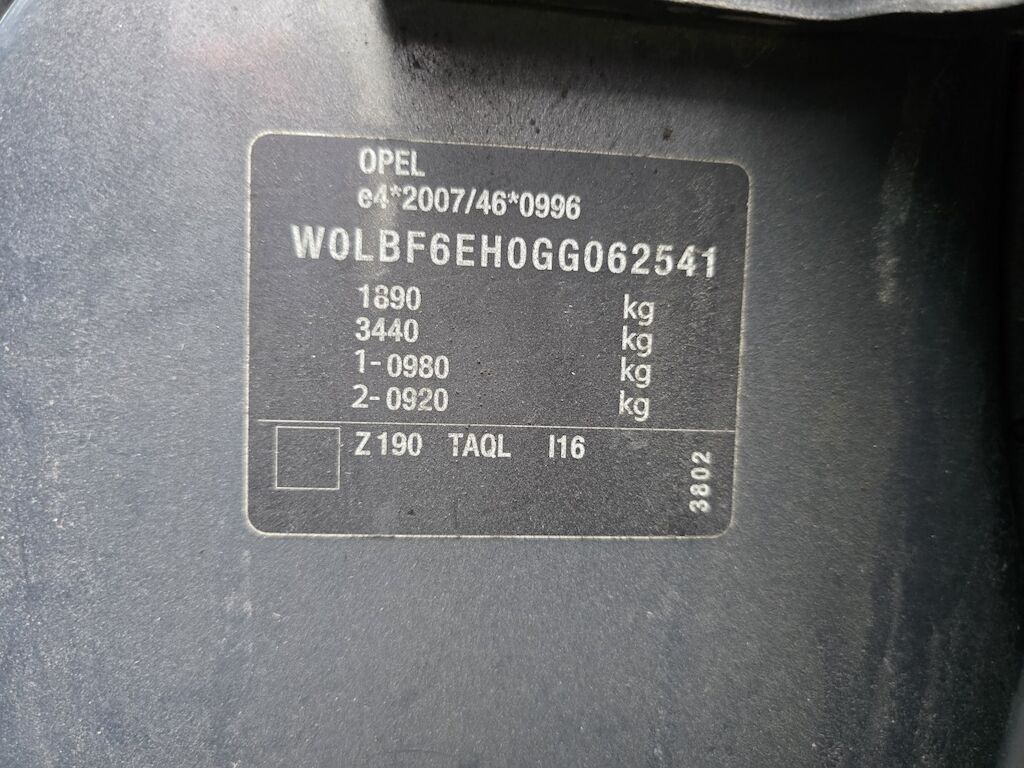 OPEL
e4*2007/46*0996
W0LBF6EH0GG062541
1890 kg
3440 kg
1-0980 kg
2-0920 kg
Z190 TAQL I16
3802